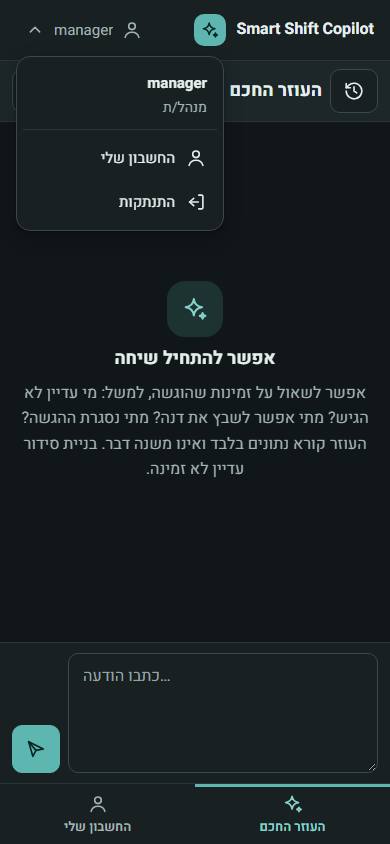 Smart Shift Copilot
manager
manager
מנהל/ת
החשבון שלי
התנתקות
העוזר החכם
אפשר להתחיל שיחה
אפשר לשאול על זמינות שהוגשה, למשל: מי עדיין לא
הגיש? מתי אפשר לשבץ את דנה? מתי נסגרת ההגשה?
העוזר קורא נתונים בלבד ואינו משנה דבר. בניית סידור
עדיין לא זמינה.
כתבו הודעה...
העוזר החכם
החשבון שלי